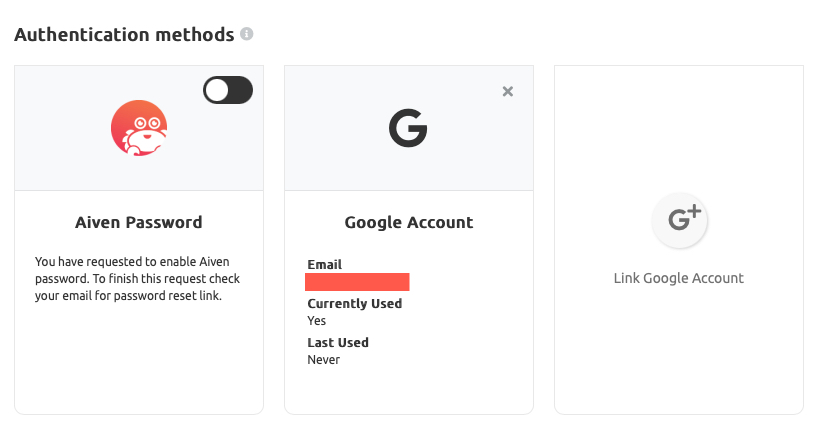 Authentication methods
Aiven Password
You have requested to enable Aiven
password. To finish this request check
your email for password reset link.
Google Account
Email
Currently Used
Yes
Last Used
Never
Link Google Account